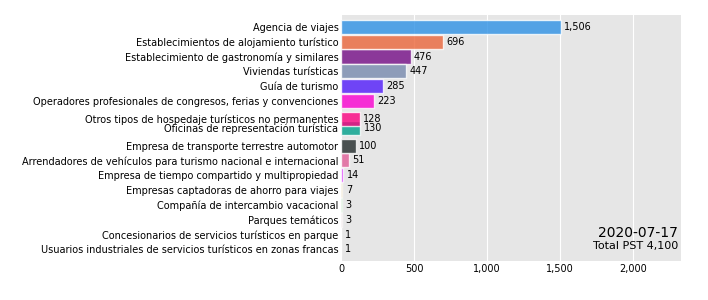 Agencia de viajes 1,506
Establecimientos de alojamiento turístico 696
Establecimiento de gastronomía y similares 476
Viviendas turísticas 447
Guía de turismo 285
Operadores profesionales de congresos, ferias y convenciones 223
Otros tipos de hospedaje turísticos no permanentes 128
Oficinas de representación turística 130
Empresa de transporte terrestre automotor 100
Arrendadores de vehículos para turismo nacional e internacional 51
Empresa de tiempo compartido y multipropiedad 14
Empresas captadoras de ahorro para viajes 7
Compañía de intercambio vacacional 3
Parques temáticos 3
Concesionarios de servicios turísticos en parque 1
Usuarios industriales de servicios turísticos en zonas francas 1
2020-07-17
Total PST 4,100
0 500 1,000 1,500 2,000